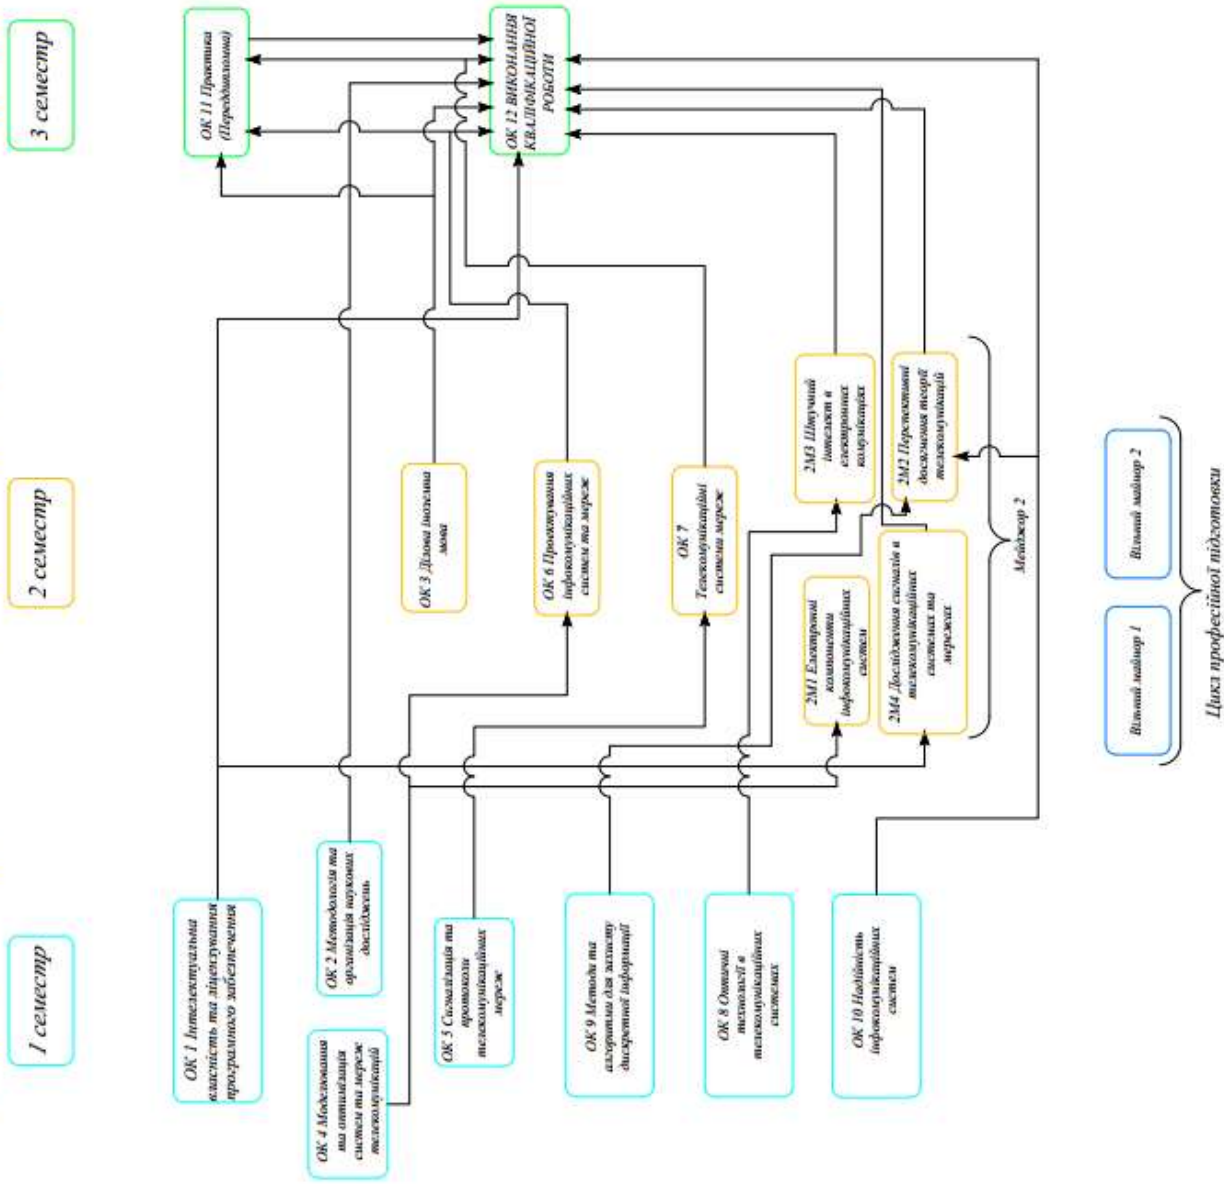 1 семестр
2 семестр
3 семестр
ОК 1 Інтелектуальна
власність та ліцензування
програмного забезпечення
ОК 2 Методологія та
організація наукових
досліджень
ОК 4 Моделювання
та оптимізація
систем та мереж
телекомунікацій
ОК 5 Сигналізація та
протоколи
телекомунікаційних
мереж
ОК 9 Методи та
алгоритми для захисту
дискретної інформації
ОК 8 Оптичні
технології в
телекомунікаційних
системах
ОК 10 Надійність
інфокомунікаційних
систем
ОК 3 Ділова іноземна
мова
ОК 6 Проектування
інфокомунікаційних
систем та мереж
ОК 7
Телекомунікаційні
системи мереж
2М1 Електронні
компоненти
інфокомунікаційних
систем
2М3 Штучний
інтелект в
електронних
комунікаціях
2М4 Дослідження сигналів в
телекомунікаційних
системах та
мережах
2М2 Перспективні
досягнення теорії
телекомунікацій
Мейджор 2
ОК 11 Практика
(Переддипломна)
ОК 12 ВИКОНАННЯ
КВАЛІФІКАЦІЙНОЇ
РОБОТИ
Вільний майнор 1
Вільний майнор 2
Цикл професійної підготовки